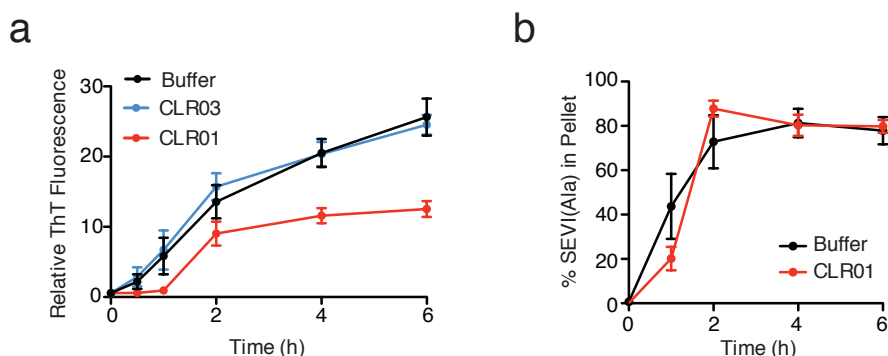 a
b
Relative ThT Fluorescence
30
20
10
0
Buffer
CLR03
CLR01
0
2
4
6
Time (h)
% SEVI(Ala) in Pellet
100
80
60
40
20
0
Buffer
CLR01
0
2
4
6
Time (h)